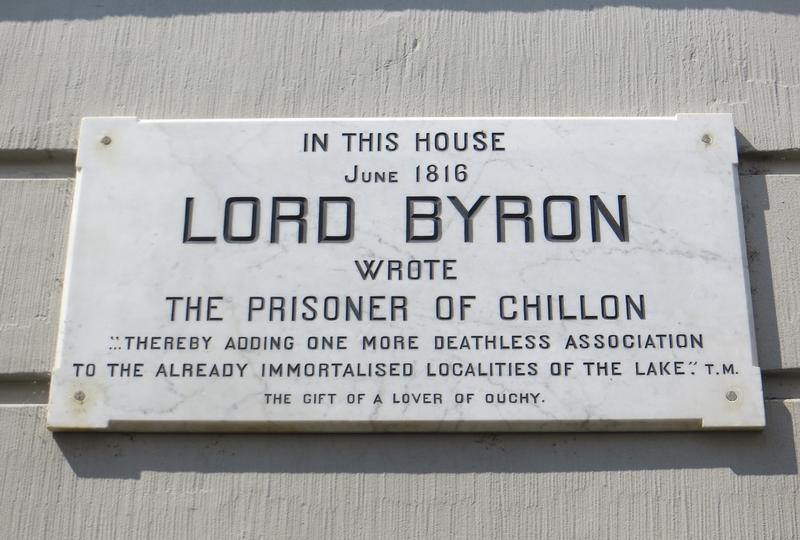 IN THIS HOUSE
June 1816
LORD BYRON
WROTE
THE PRISONER OF CHILLON
"...THEREBY ADDING ONE MORE DEATHLESS ASSOCIATION
TO THE ALREADY IMMORTALISED LOCALITIES OF THE LAKE." T.M.
THE GIFT OF A LOVER OF OUCHY.